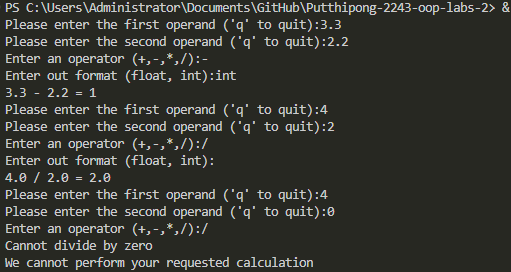 PS C:\Users\Administrator\Documents\GitHub\Putthipong-2243-oop-labs-2> &
Please enter the first operand ('q' to quit):3.3
Please enter the second operand ('q' to quit):2.2
Enter an operator (+,-,*,/):-
Enter out format (float, int):int
3.3 - 2.2 = 1
Please enter the first operand ('q' to quit):4
Please enter the second operand ('q' to quit):2
Enter an operator (+,-,*,/):/
Enter out format (float, int):
4.0 / 2.0 = 2.0
Please enter the first operand ('q' to quit):4
Please enter the second operand ('q' to quit):0
Enter an operator (+,-,*,/):/
Cannot divide by zero
We cannot perform your requested calculation